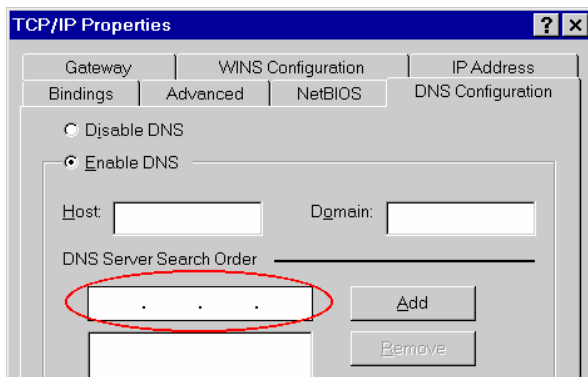 TCP/IP Properties ? ×
Gateway WINS Configuration IP Address
Bindings Advanced NetBIOS DNS Configuration
Disable DNS
Enable DNS
Host: Domain:
DNS Server Search Order
. . .
Add
Remove